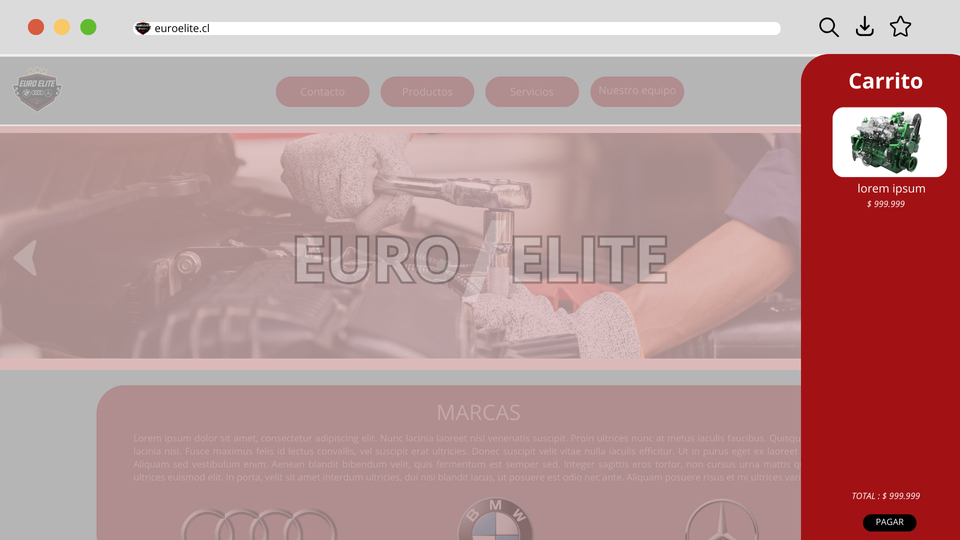 euroelite.cl
EURO ELITE
Contacto
Productos
Servicios
Nuestro equipo
Carrito
lorem ipsum
$ 999.999
EURO ELITE
MARCAS
Lorem ipsum dolor sit amet, consectetur adipiscing elit. Nunc lacinia laoreet nisl venenatis suscipit. Proin ultrices nunc at metus iaculis faucibus. Quisqu
lacinia nisi. Fusce maximus felis id lectus convallis, vel suscipit erat ultricies. Donec suscipit velit vitae nulla iaculis efficitur. Ut in purus eget ex laoreet
Aliquam sed vestibulum enim. Aenean blandit bibendum velit, quis fermentum est semper sed. Integer sagittis eros tortor, non cursus urna mattis q
ultrices euismod elit. In porta, velit sit amet interdum ultricies, dui nisi blandit lacus, ut posuere est odio nec ante. Aliquam posuere risus et mi ultrices va
BMW
TOTAL : $ 999.999
PAGAR